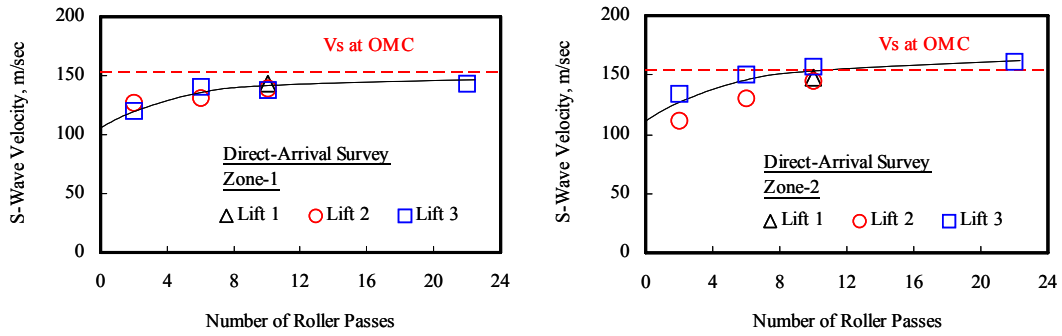 200
150
100
50
0
S-Wave Velocity, m/sec
Vs at OMC
Direct-Arrival Survey
Zone-1
Lift 1 Lift 2 Lift 3
0 4 8 12 16 20 24
Number of Roller Passes
200
150
100
50
0
S-Wave Velocity, m/sec
Vs at OMC
Direct-Arrival Survey
Zone-2
Lift 1 Lift 2 Lift 3
0 4 8 12 16 20 24
Number of Roller Passes